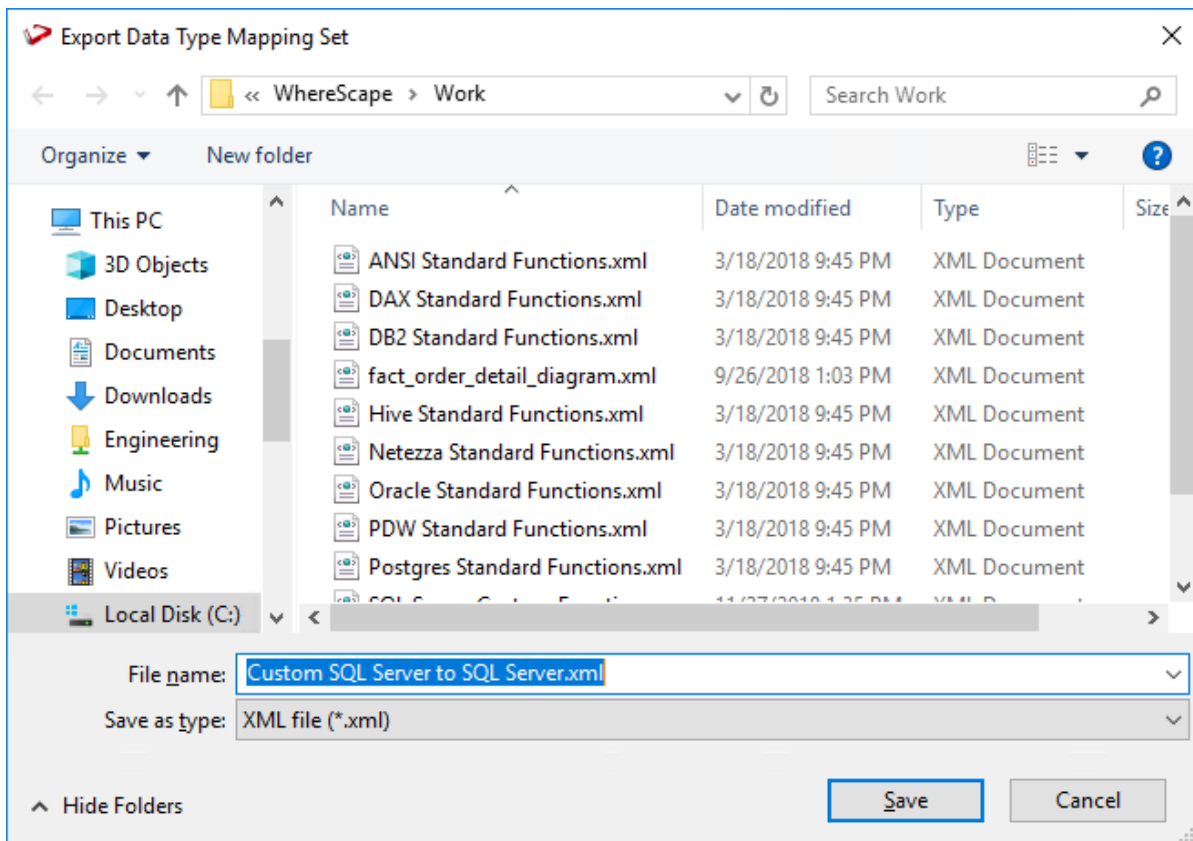 Export Data Type Mapping Set
« WhereScape > Work
Search Work
Organize New folder
?
Name Date modified Type Size
This PC
3D Objects
Desktop
Documents
Downloads
Engineering
Music
Pictures
Videos
Local Disk (C:)
ANSI Standard Functions.xml 3/18/2018 9:45 PM XML Document
DAX Standard Functions.xml 3/18/2018 9:45 PM XML Document
DB2 Standard Functions.xml 3/18/2018 9:45 PM XML Document
fact_order_detail_diagram.xml 9/26/2018 1:03 PM XML Document
Hive Standard Functions.xml 3/18/2018 9:45 PM XML Document
Netezza Standard Functions.xml 3/18/2018 9:45 PM XML Document
Oracle Standard Functions.xml 3/18/2018 9:45 PM XML Document
PDW Standard Functions.xml 3/18/2018 9:45 PM XML Document
Postgres Standard Functions.xml 3/18/2018 9:45 PM XML Document
File name: Custom SQL Server to SQL Server.xml
Save as type: XML file (*.xml)
Hide Folders
Save Cancel